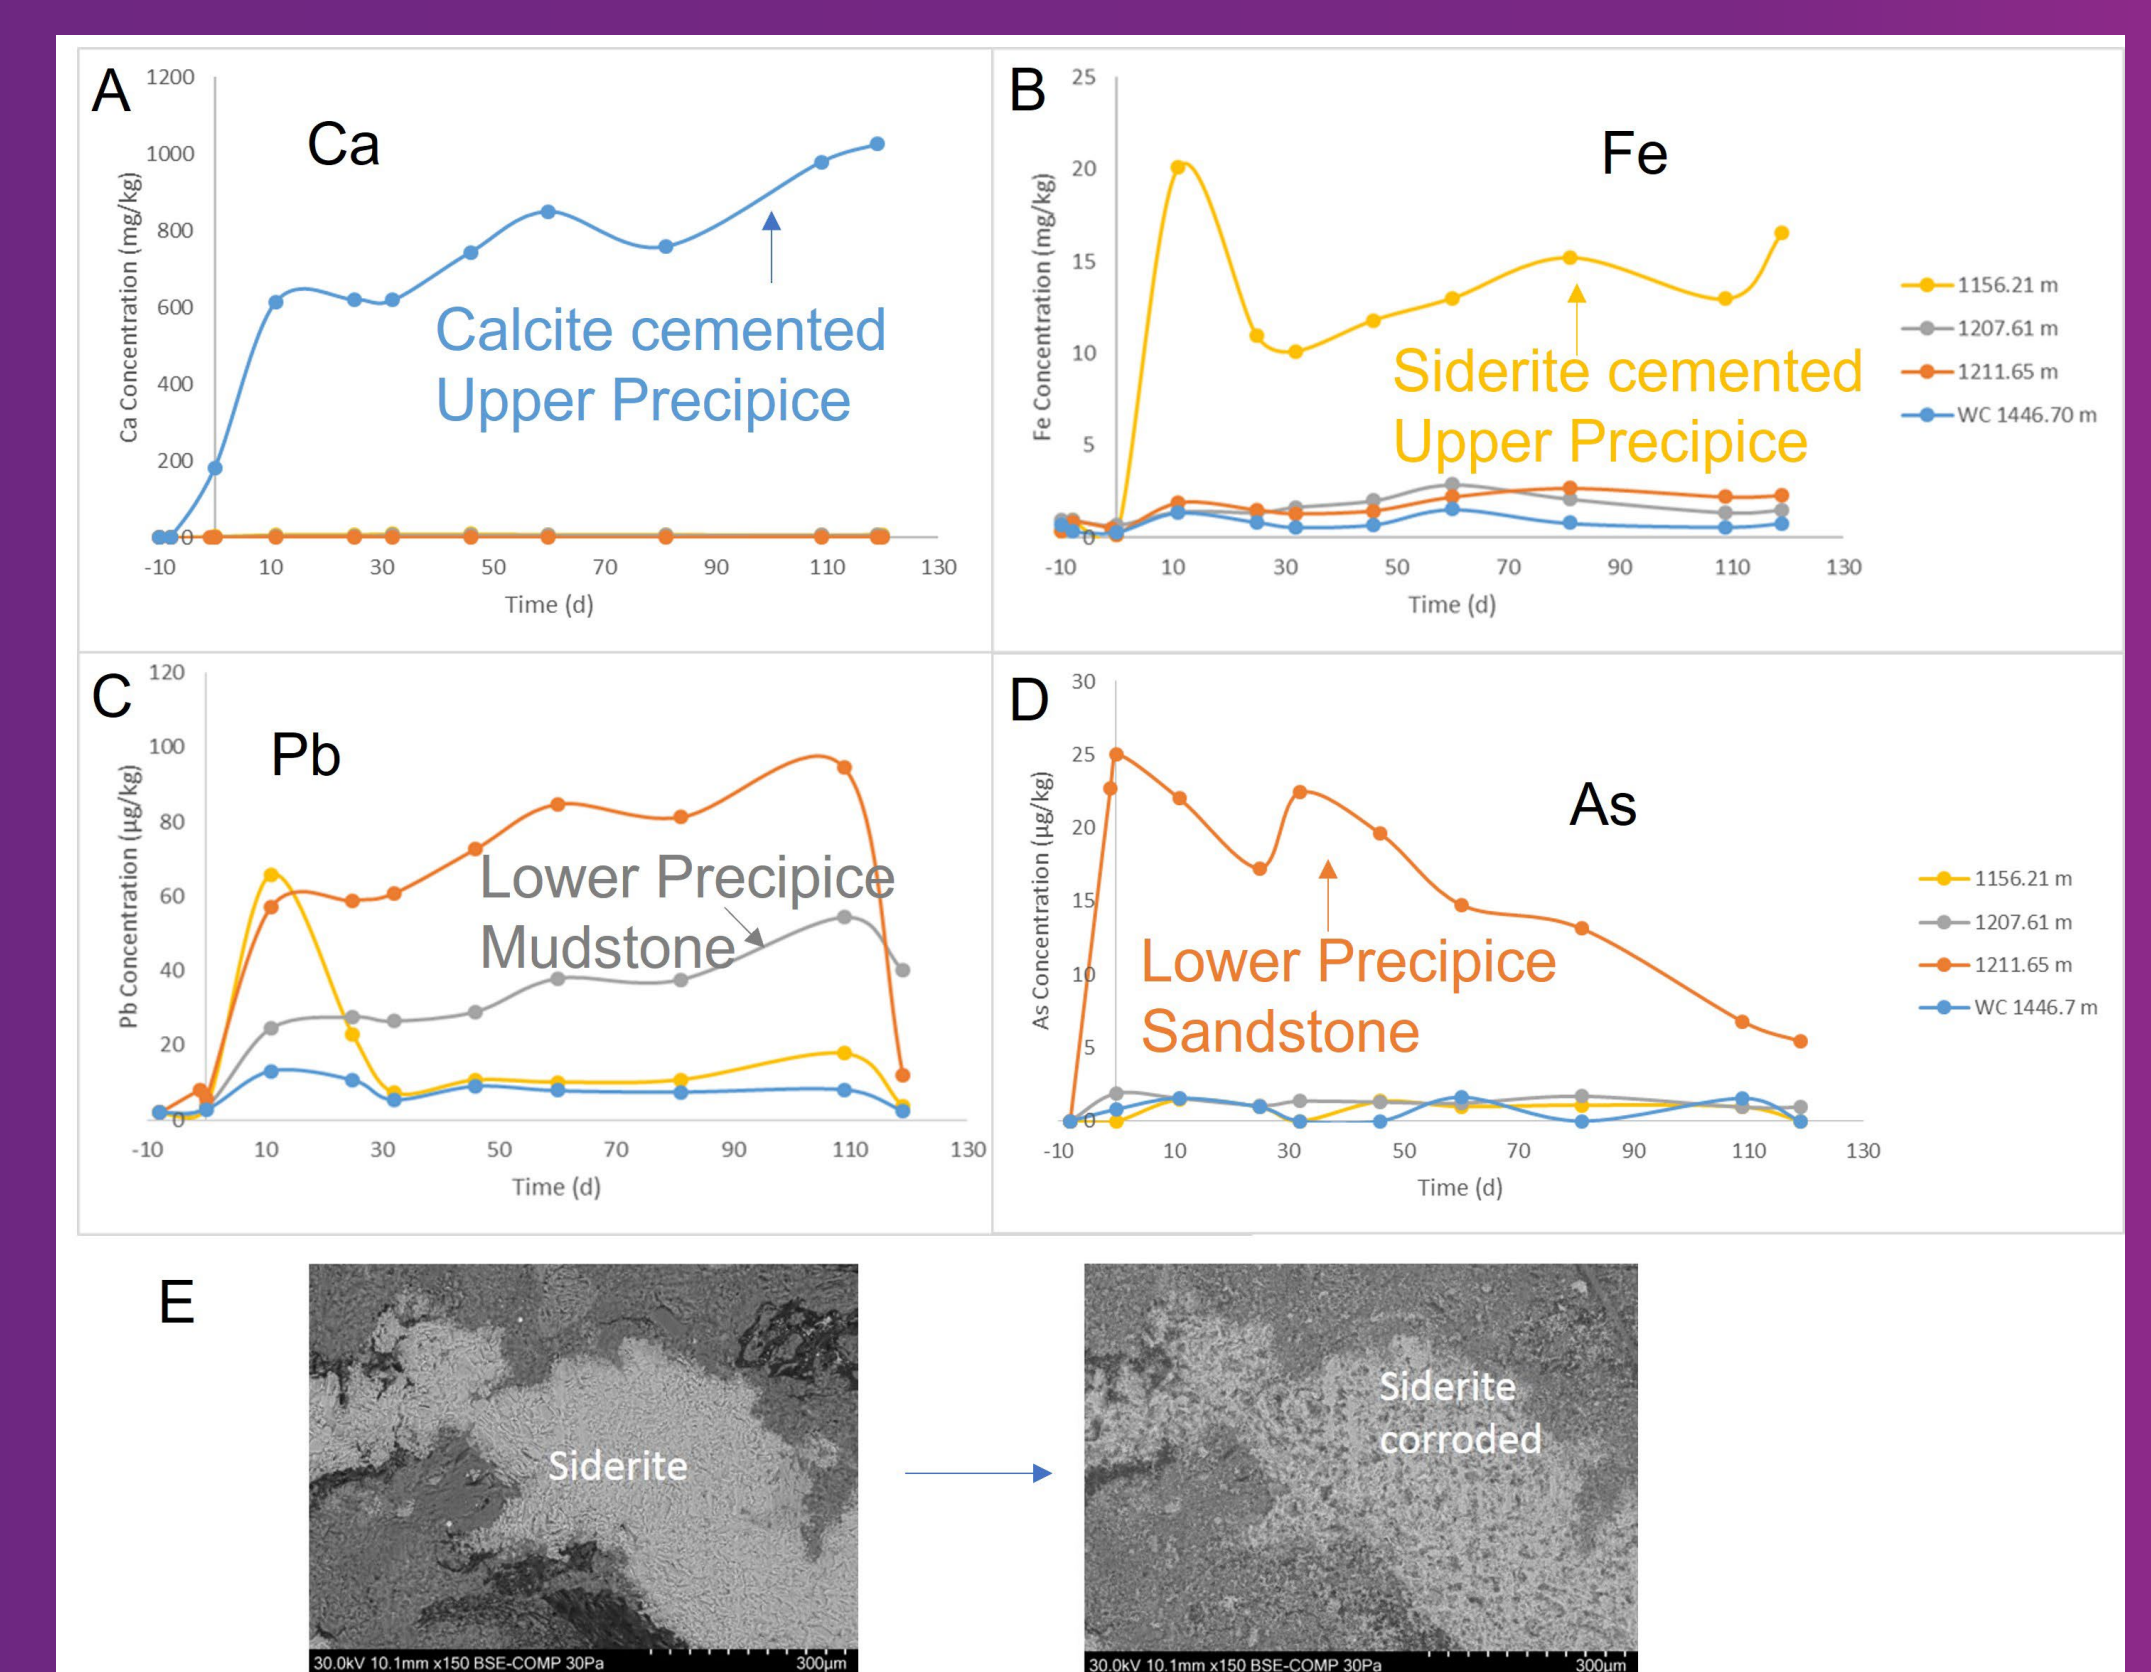 A
Ca
Ca Concentration (mg/kg)
1200
1000
800
600
400
200
0
Calcite cemented
Upper Precipice
-10 10 30 50 70 90 110 130
Time (d)
B
Fe
Fe Concentration (mg/kg)
25
20
15
10
5
0
Siderite cemented
Upper Precipice
-10 10 30 50 70 90 110 130
Time (d)
1156.21 m
1207.61 m
1211.65 m
WC 1446.70 m
C
Pb
Pb Concentration (µg/kg)
120
100
80
60
40
20
0
Lower Precipice
Mudstone
-10 10 30 50 70 90 110 130
Time (d)
D
As
As Concentration (µg/kg)
30
25
20
15
10
5
0
Lower Precipice
Sandstone
-10 10 30 50 70 90 110 130
Time (d)
1156.21 m
1207.61 m
1211.65 m
WC 1446.7 m
E
Siderite
30.0kV 10.1mm x150 BSE-COMP 30Pa 300µm
Siderite
corroded
30.0kV 10.1mm x150 BSE-COMP 30Pa 300µm